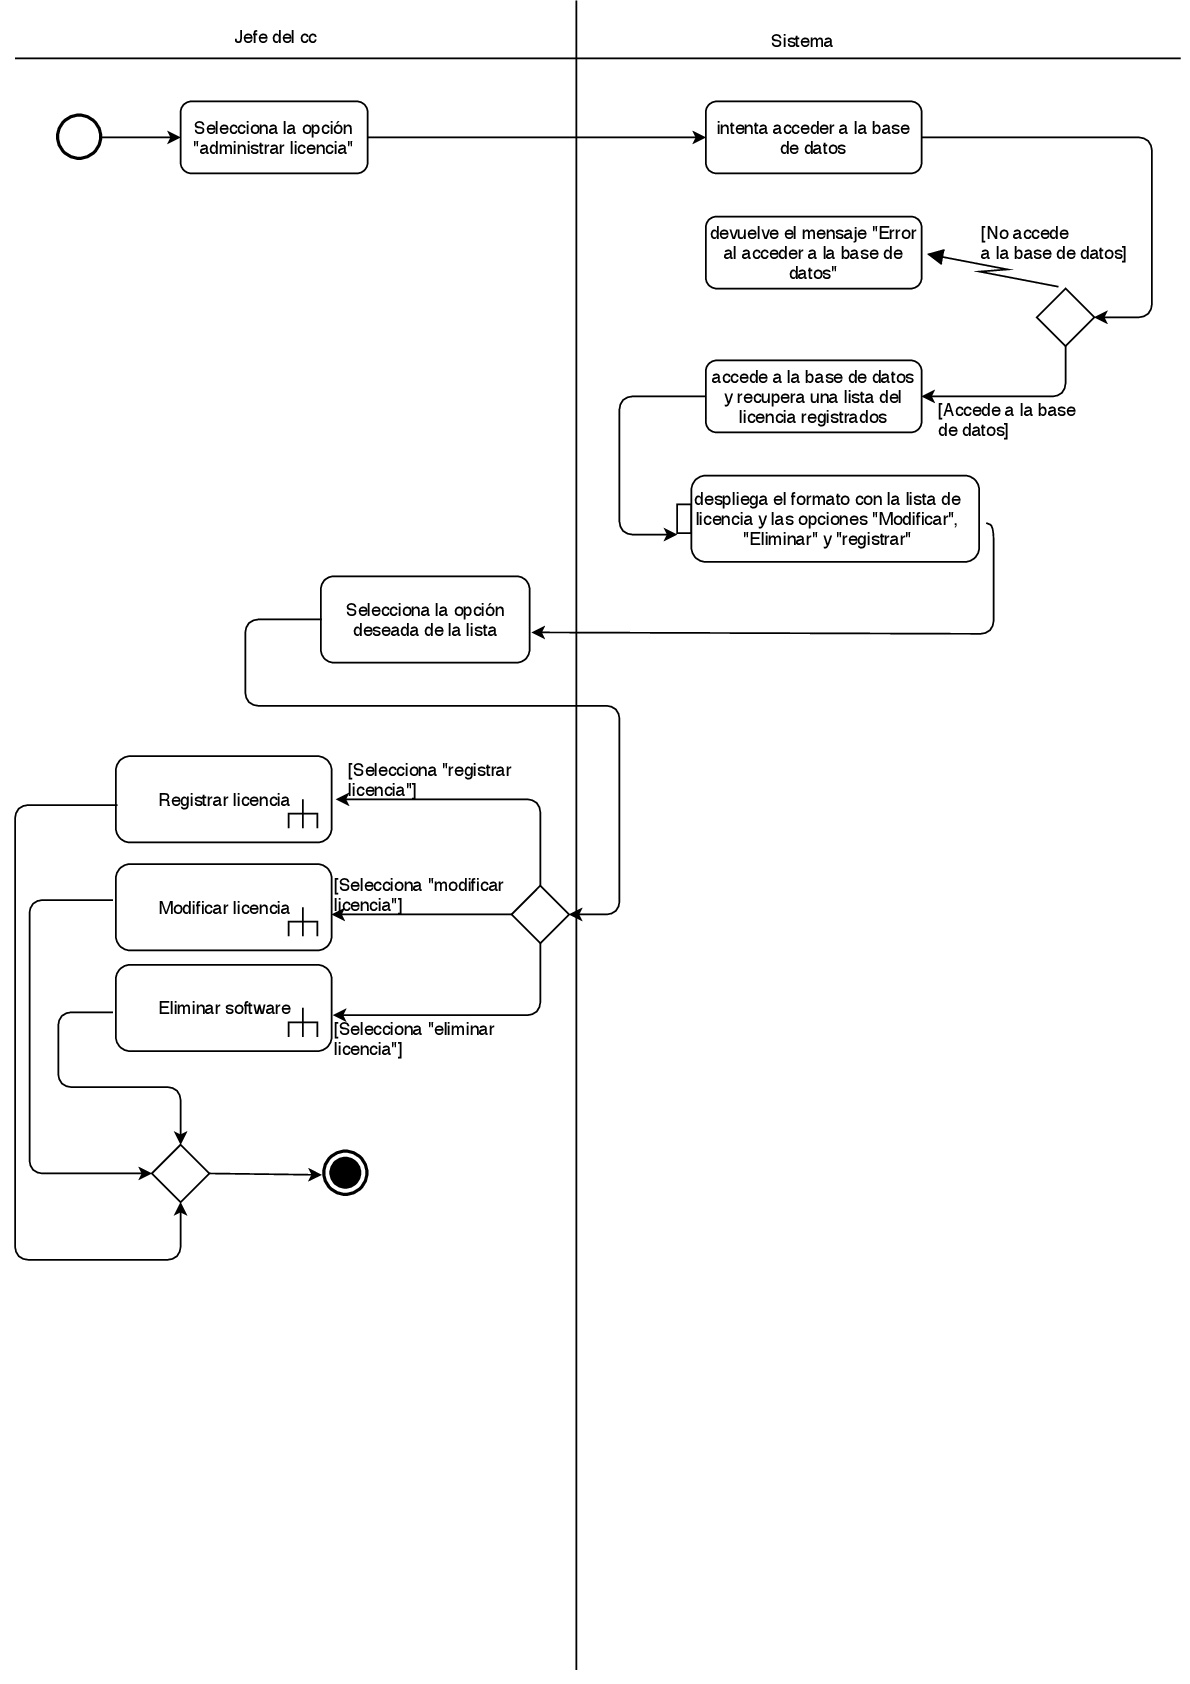 Jefe del cc
Sistema
Selecciona la opción
"administrar licencia"
intenta acceder a la base
de datos
devuelve el mensaje "Error
al acceder a la base de
datos"
[No accede
a la base de datos]
accede a la base de datos
y recupera una lista del
licencia registrados
[Accede a la base
de datos]
despliega el formato con la lista de
licencia y las opciones "Modificar",
"Eliminar" y "registrar"
Selecciona la opción
deseada de la lista
[Selecciona "registrar
licencia"]
Registrar licencia
[Selecciona "modificar
licencia"]
Modificar licencia
Eliminar software
[Selecciona "eliminar
licencia"]